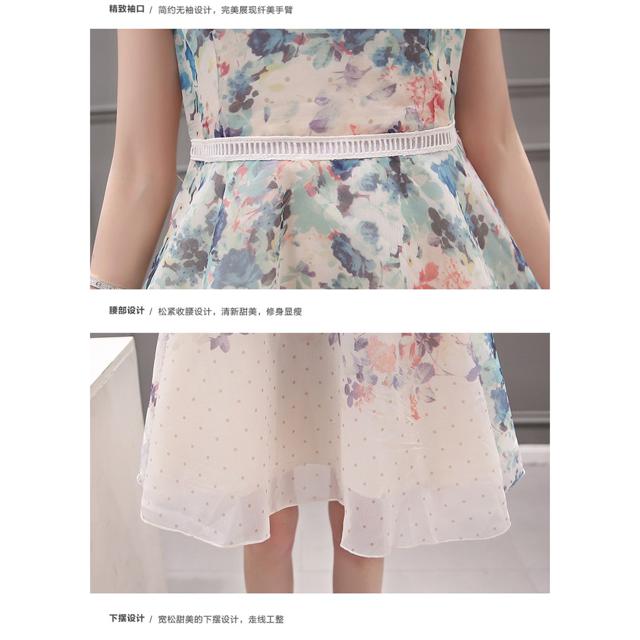 精致袖口 / 简约无袖设计，完美展现纤美手臂
腰部设计 / 松紧收腰设计，清新甜美，修身显瘦
下摆设计 / 宽松甜美的下摆设计，走线工整